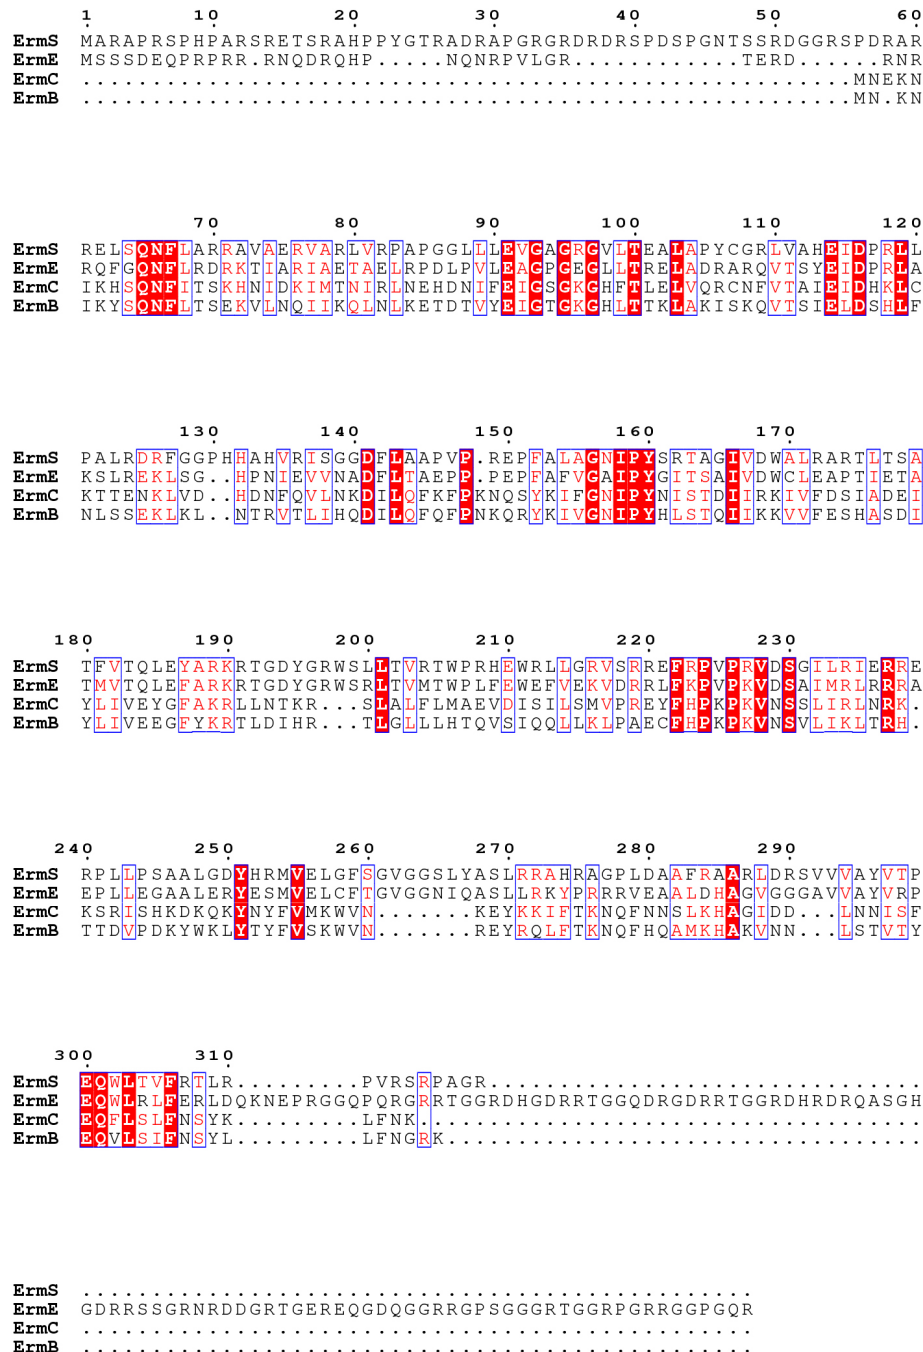 1 10 20 30 40 50 60
ErmS MARAPRSPHPARSRETSRAHPPYGTRADRAPGRGRDRDRSPDSPGNTSSRDGGRSPDRAR
ErmE MSSSDEQPRPRR.RNQDRQHP.....NQNRPVLGR............TERD......RNR
ErmC .......................................................MNEKN
ErmB .......................................................MN.KN
70 80 90 100 110 120
ErmS RELSQNFLARRAVAERVARLVRPAPGGLLLEVGAGRGVLTEALAPYCGRLVAHEIDPRLL
ErmE RQFGQNFLRDRKTIARIAETAELRPDLPVLEAGPGEGLLTRELADRARQVTSYEIDPRLA
ErmC IKHSQNFITSKHNIDKIMTNIRLNEHDNIFEIGSGKGHFTLELVQRCNFVTAIEIDHKLC
ErmB IKYSQNFLTSEKVLNQIIKQLNLKETDTVYEIGTGKGHLTTKLAKISKQVTSIELDSHLF
130 140 150 160 170
ErmS PALRDRFGGPHHAHVRISGGDFLAAPVP.REPFALAGNIPYSRTAGIVDWALRARTLTSA
ErmE KSLREKLSG..HPNIEVVNADFLTAEPP.PEPFAFVGAIPYGITSAIVDWCLEAPTIETA
ErmC KTTENKLVD..HDNFQVLNKDILQFKFPKNQSYKIFGNIPYNISTDIIRKIVFDSIADEI
ErmB NLSSEKLKL..NTRVTLIHQDILQFQFPNKQRYKIVGNIPYHLSTQIIKKVVFESHASDI
180 190 200 210 220 230
ErmS TFVTQLEYARKRTGDYGRWSLLTVRTWPRHEWRLLGRVSRREFRPVPRVDSGILRIERRE
ErmE TMVTQLEFARKRTGDYGRWSRLTVMTWPLFEWEFVEKVDRRLFKPVPKVDSAIMRLRRRA
ErmC YLIVEYGFAKRLLNTKR...SLALFLMAEVDISILSMVPREYFHPKPKVNSSLIRLNRK.
ErmB YLIVEEGFYKRTLDIHR...TLGLLLHTQVSIQQLLKLPAECFHPKPKVNSVLIKLTRH.
240 250 260 270 280 290
ErmS RPLLPSAALGDYHRMVELGFSGVGGSLYASLRRAHRAGPLDAAFRAARLDRSVVVAYVTP
ErmE EPLLEGAALERYESMVELCFTGVGGNIQASLLRKYPRRRVEAALDHAGVGGGAVVAYVRP
ErmC KSRISHKDKQKYNYFVMKWVN.......KEYKKIFTKNQFNNSLKHAGIDD...LNNISF
ErmB TTDVPDKYWKLYTYFVSKWVN.......REYRQLFTKNQFHQAMKHAKVNN...LSTVTY
300 310
ErmS EQWLTVFRTLR.........PVRSRPAGR...............................
ErmE EQWLRLFERLDQKNEPRGGQPQRGRRTGGRDHGDRRTGGQDRGDRRTGGRDHRDRQASGH
ErmC EQFLSLFNSYK.........LFNK....................................
ErmB EQVLSIFNSYL.........LFNGRK..................................
ErmS ................................................
ErmE GDRRSSGRNRDDGRTGEREQGDQGGRRGPSGGGRTGGRPGRRGGPGQR
ErmC ................................................
ErmB ................................................